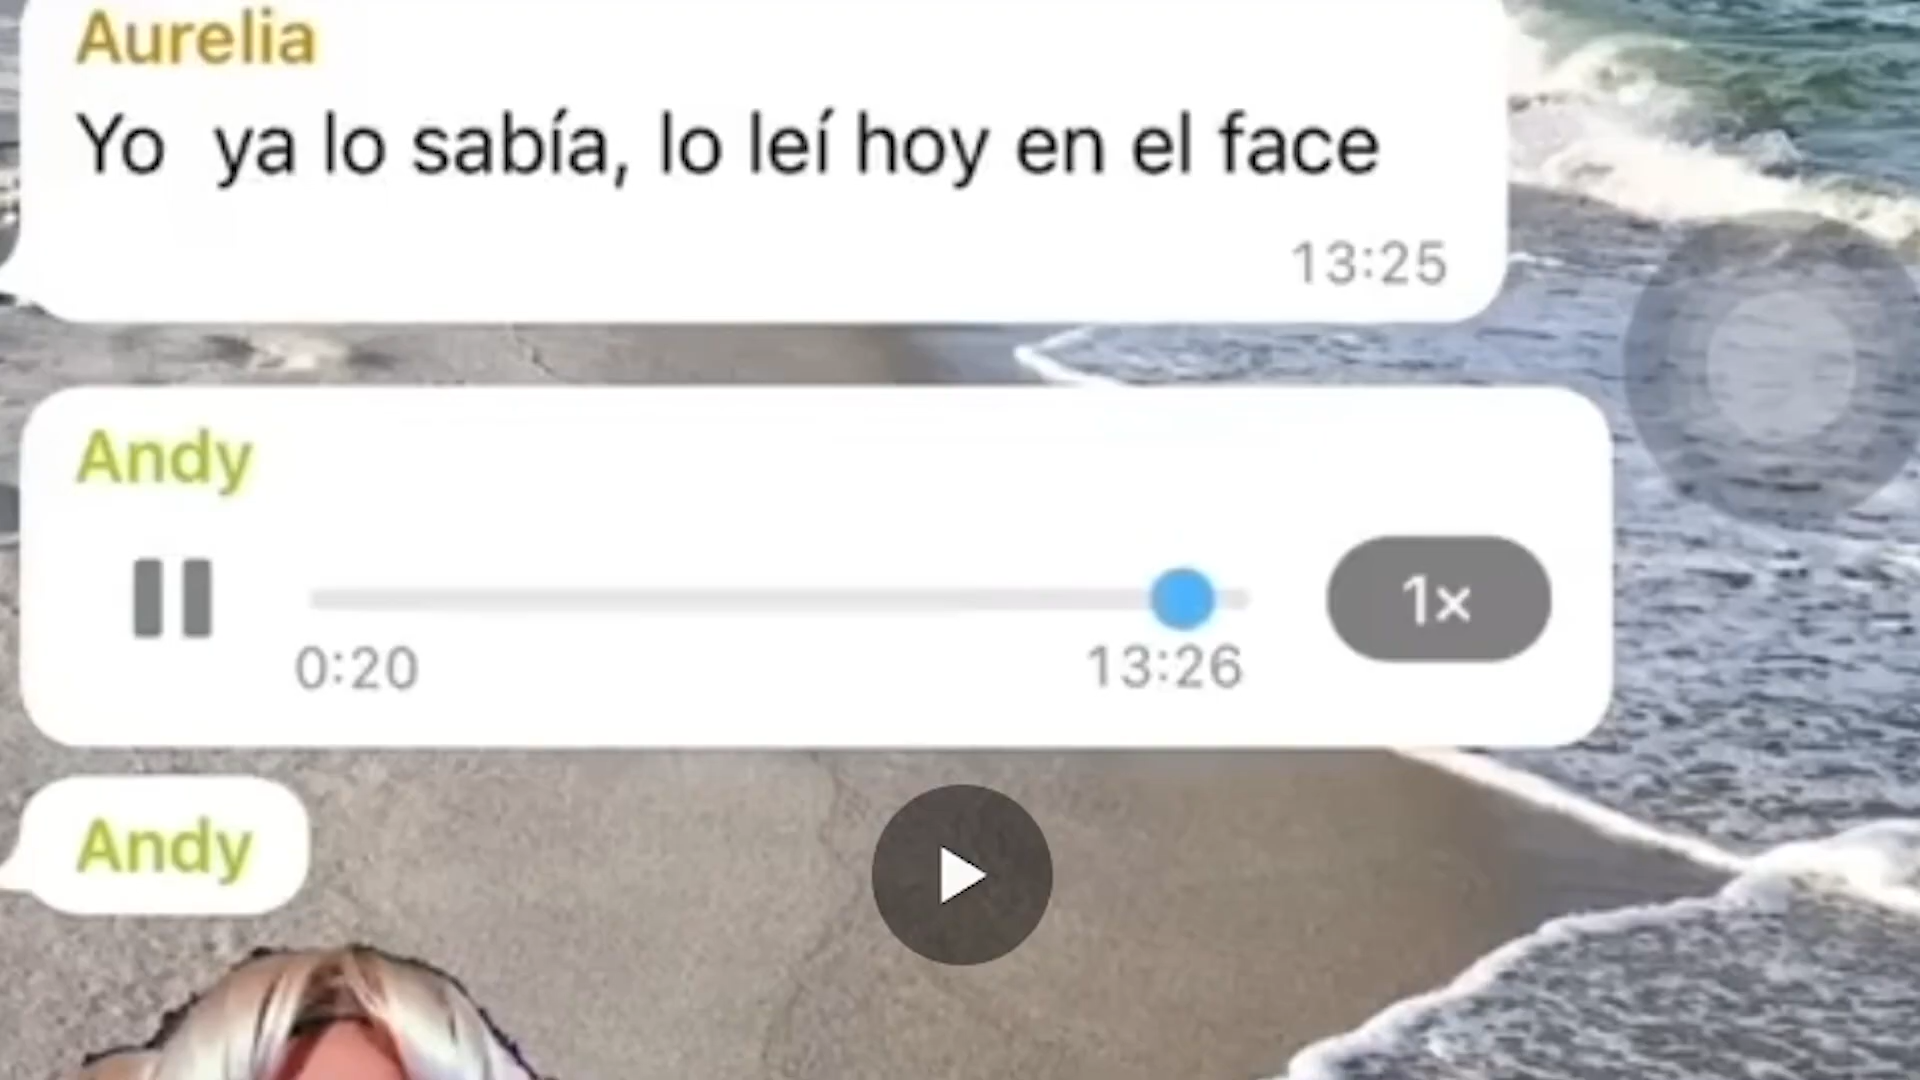 Aurelia
Yo  ya lo sabía, lo leí hoy en el face
13:25
Andy
1x
0:20
13:26
Andy